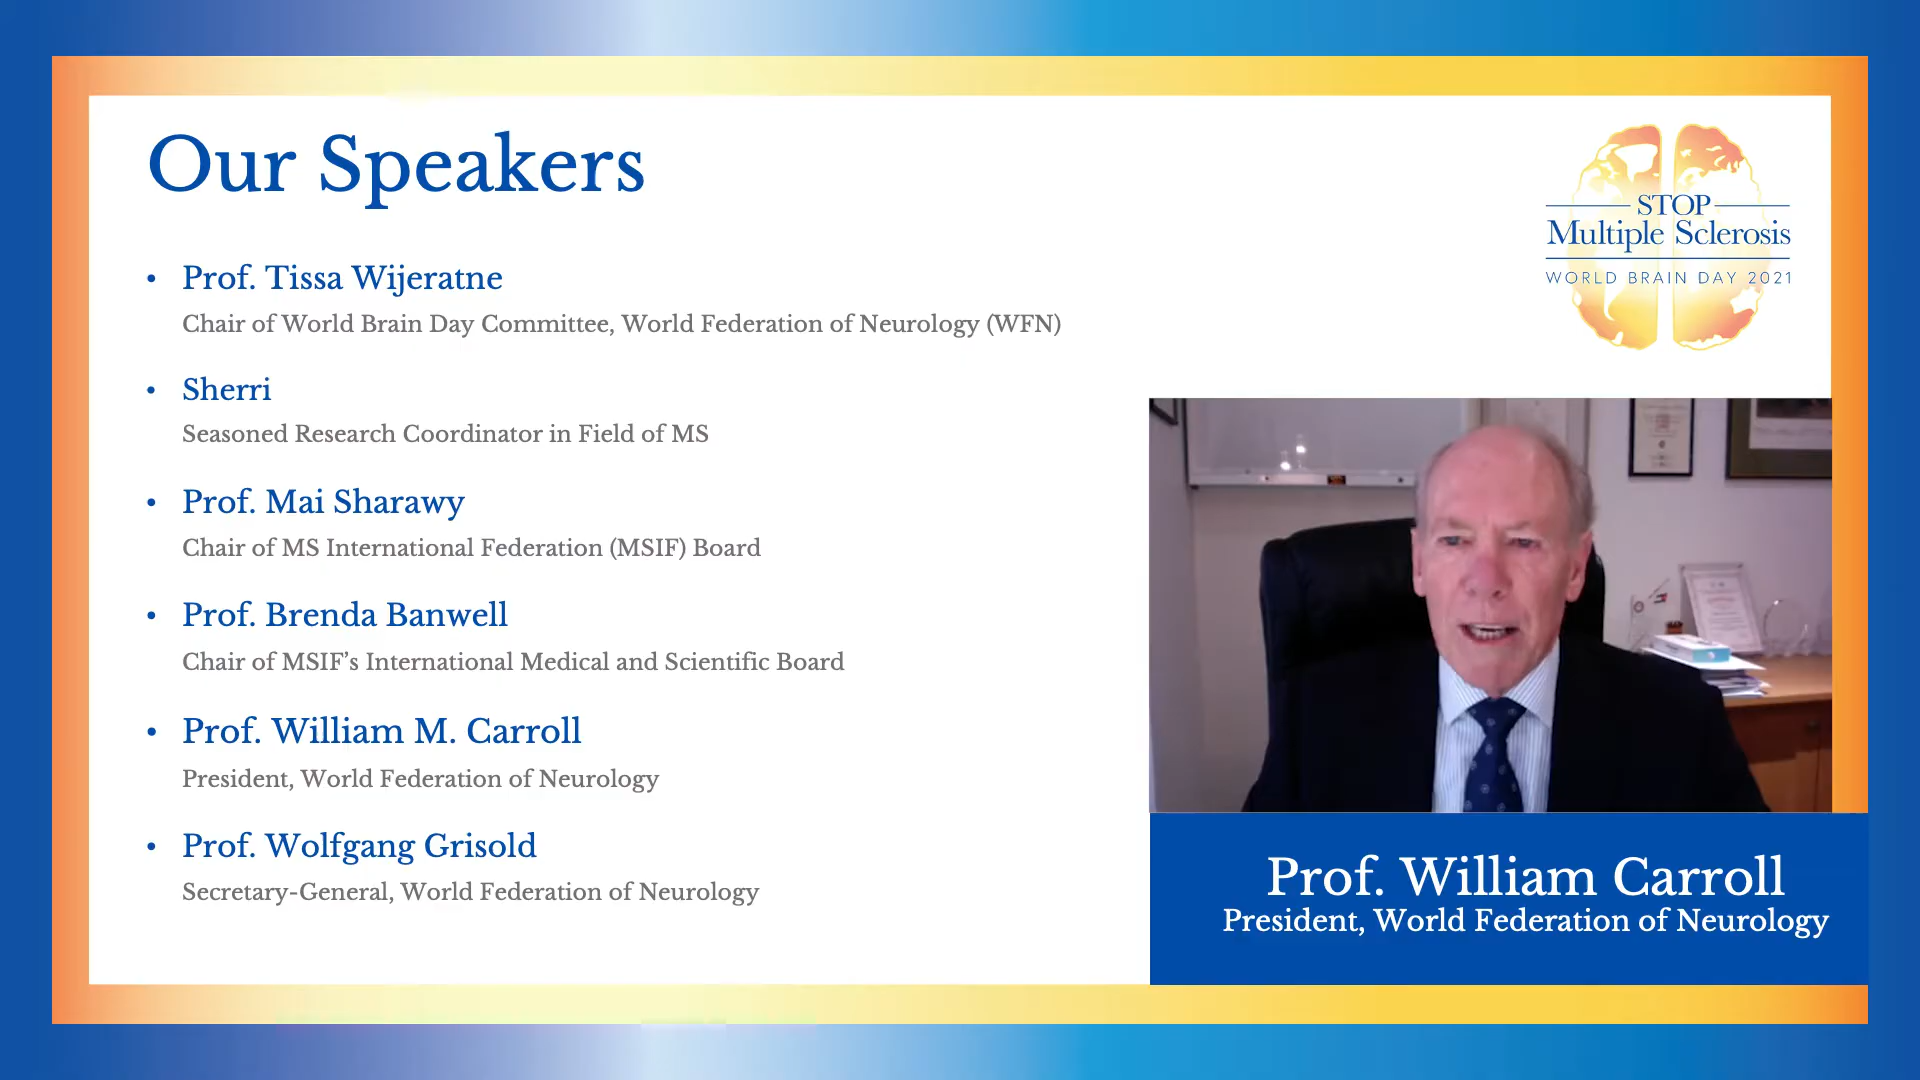 Our Speakers
STOP
Multiple Sclerosis
WORLD BRAIN DAY 2021
• Prof. Tissa Wijeratne
Chair of World Brain Day Committee, World Federation of Neurology (WFN)
• Sherri
Seasoned Research Coordinator in Field of MS
• Prof. Mai Sharawy
Chair of MS International Federation (MSIF) Board
• Prof. Brenda Banwell
Chair of MSIF’s International Medical and Scientific Board
• Prof. William M. Carroll
President, World Federation of Neurology
• Prof. Wolfgang Grisold
Secretary-General, World Federation of Neurology
Prof. William Carroll
President, World Federation of Neurology